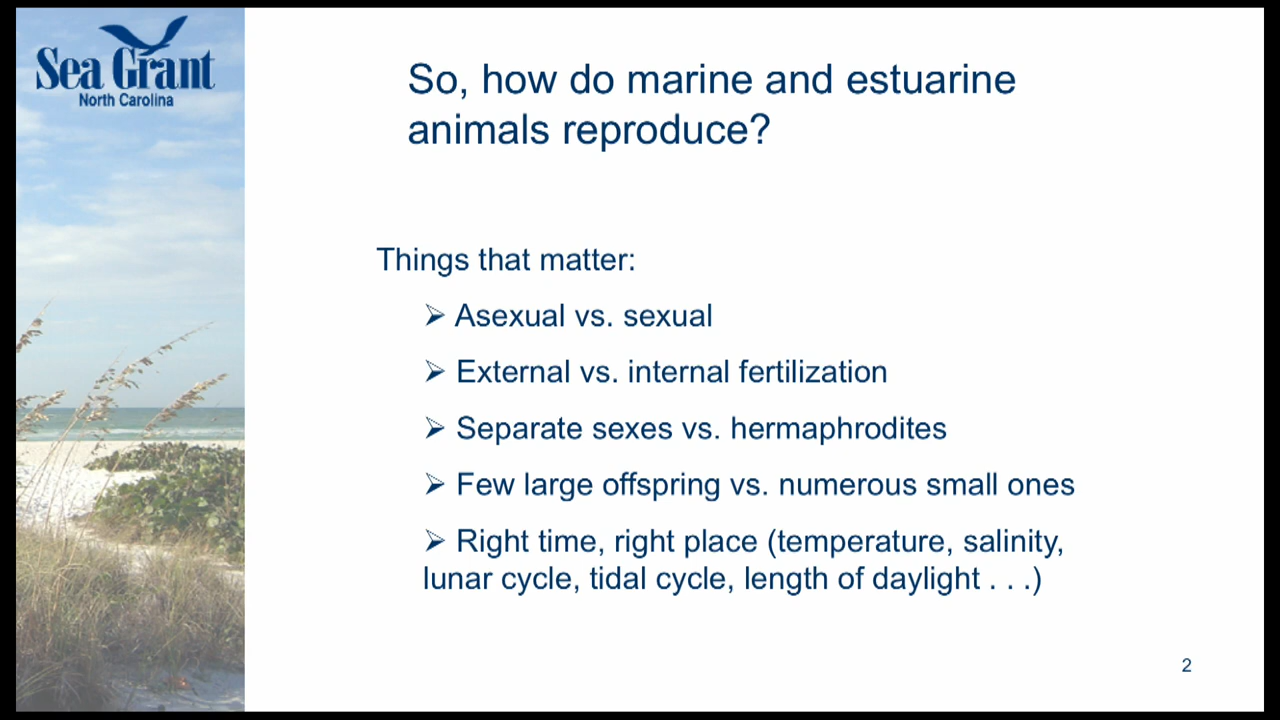 Sea Grant
North Carolina
So, how do marine and estuarine
animals reproduce?
Things that matter:
➢ Asexual vs. sexual
➢ External vs. internal fertilization
➢ Separate sexes vs. hermaphrodites
➢ Few large offspring vs. numerous small ones
➢ Right time, right place (temperature, salinity,
lunar cycle, tidal cycle, length of daylight . . .)
2